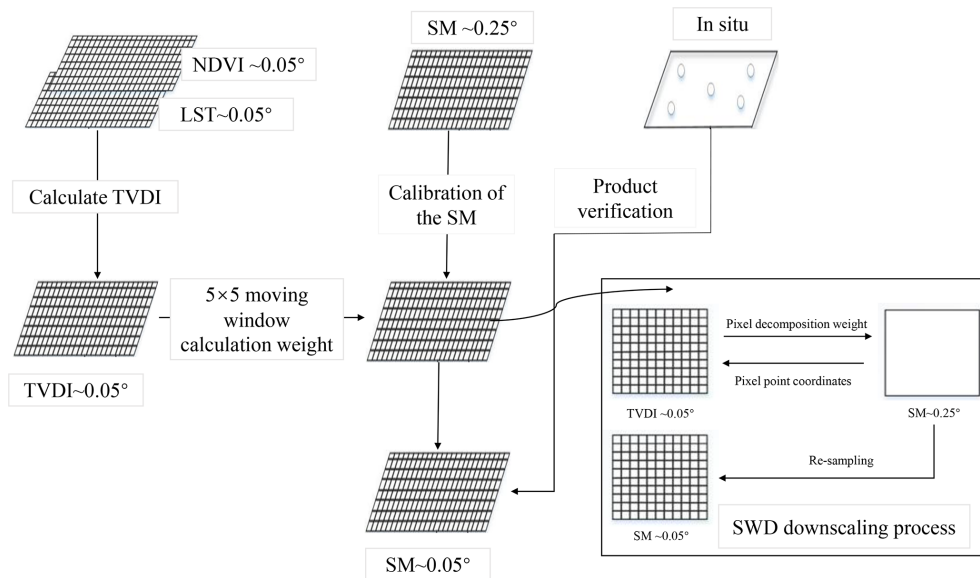 NDVI ~0.05°
LST~0.05°
SM ~0.25°
In situ
Calculate TVDI
Calibration of
the SM
Product
verification
5×5 moving
window
calculation weight
TVDI~0.05°
SM~0.05°
Pixel decomposition weight
Pixel point coordinates
TVDI ~0.05°
SM~0.25°
Re-sampling
SM ~0.05°
SWD downscaling process